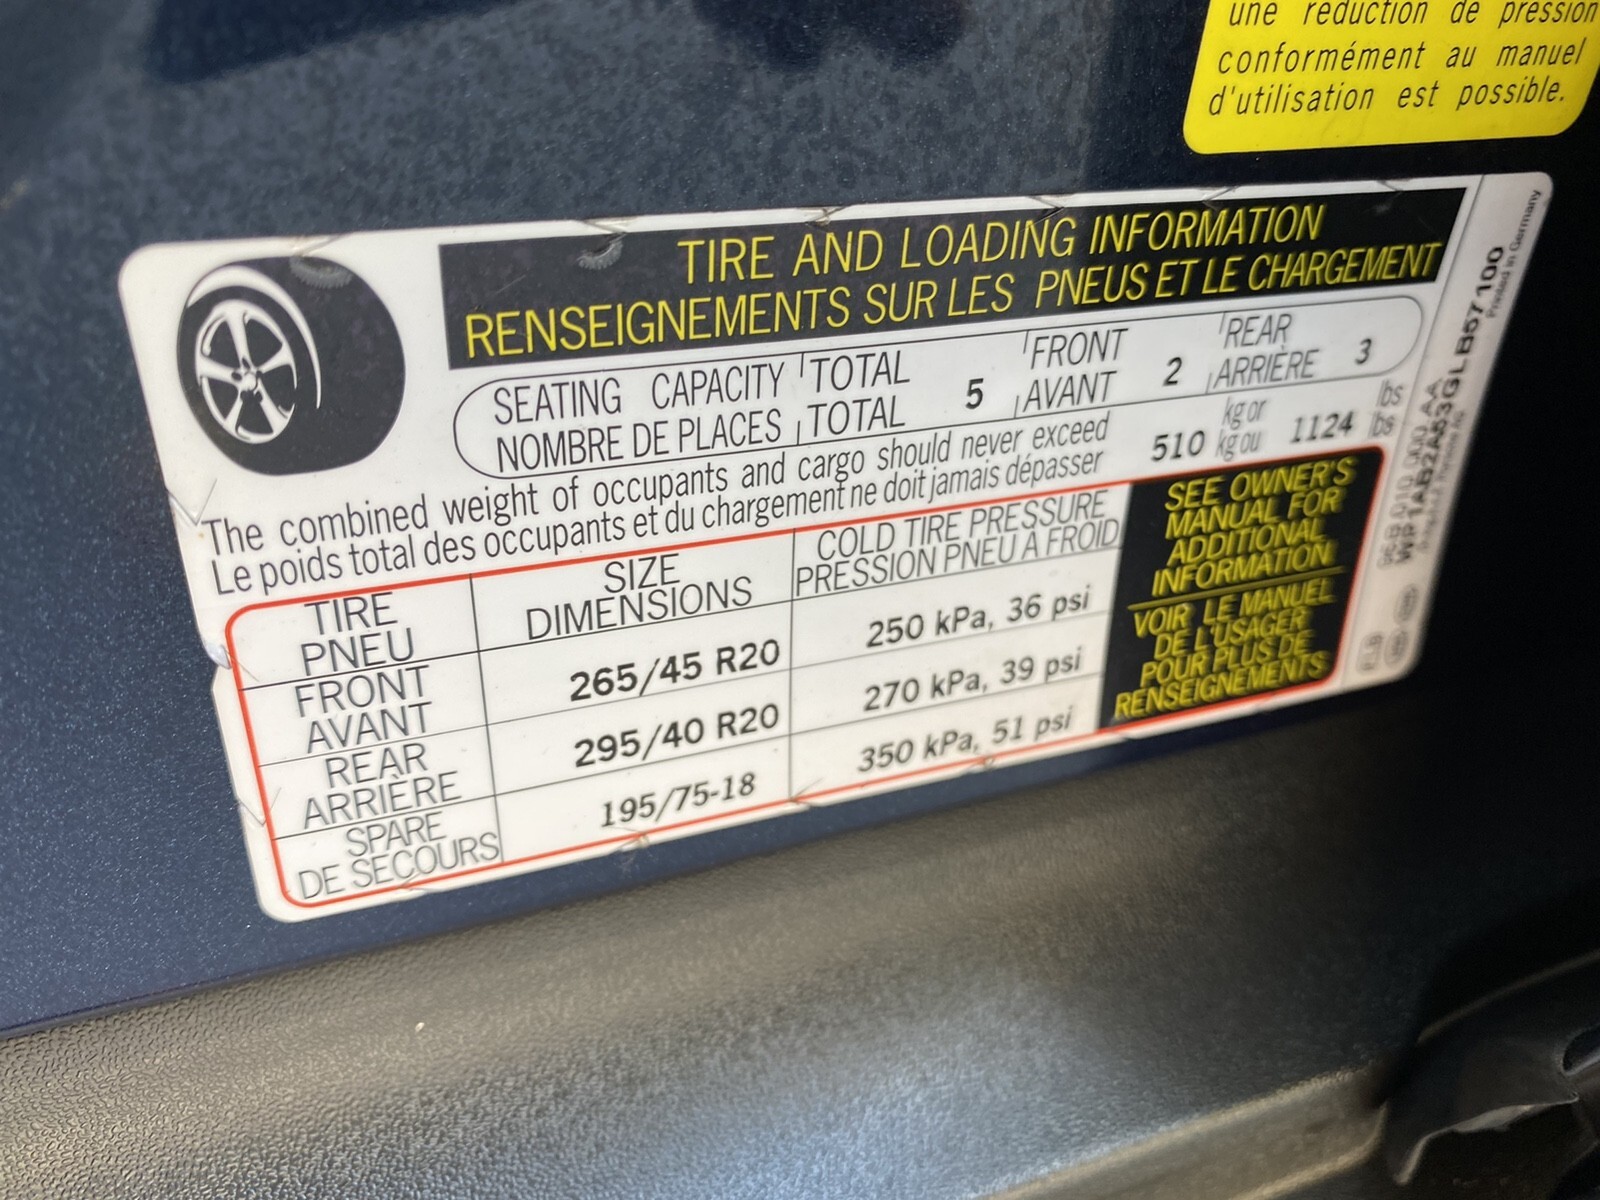 une réduction de pression
conformément au manuel
d'utilisation est possible.
TIRE AND LOADING INFORMATION
RENSEIGNEMENTS SUR LES PNEUS ET LE CHARGEMENT
SEATING CAPACITY TOTAL 5 FRONT 2 REAR 3
NOMBRE DE PLACES TOTAL AVANT ARRIÈRE
The combined weight of occupants and cargo should never exceed 510 kg or 1124 lbs
Le poids total des occupants et du chargement ne doit jamais dépasser kg ou lbs
TIRE SIZE COLD TIRE PRESSURE
PNEU DIMENSIONS PRESSION PNEU A FROID
FRONT 265/45 R20 250 kPa, 36 psi
AVANT
REAR 295/40 R20 270 kPa, 39 psi
ARRIÈRE
SPARE 195/75-18 350 kPa, 51 psi
DE SECOURS
SEE OWNER'S
MANUAL FOR
ADDITIONAL
INFORMATION
VOIR LE MANUEL
DE L'USAGER
POUR PLUS DE
RENSEIGNEMENTS
WP1AB2A53GLB57100
Printed in Germany